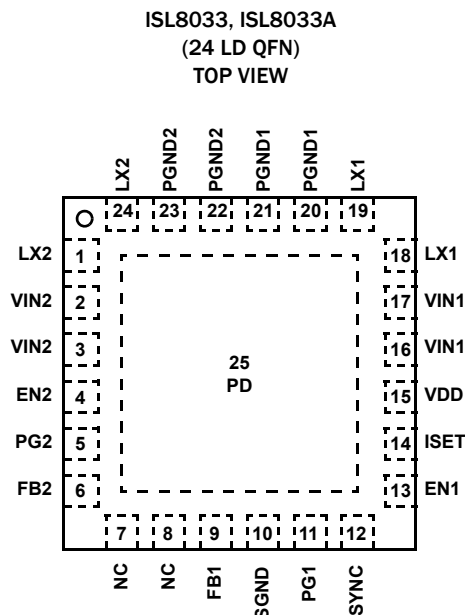 ISL8033, ISL8033A
(24 LD QFN)
TOP VIEW
LX2
PGND2
PGND2
PGND1
PGND1
LX1
24
23
22
21
20
19
LX2 1
18 LX1
VIN2 2
17 VIN1
VIN2 3
16 VIN1
25
PD
EN2 4
15 VDD
PG2 5
14 ISET
FB2 6
13 EN1
7
8
9
10
11
12
NC
NC
FB1
SGND
PG1
SYNC